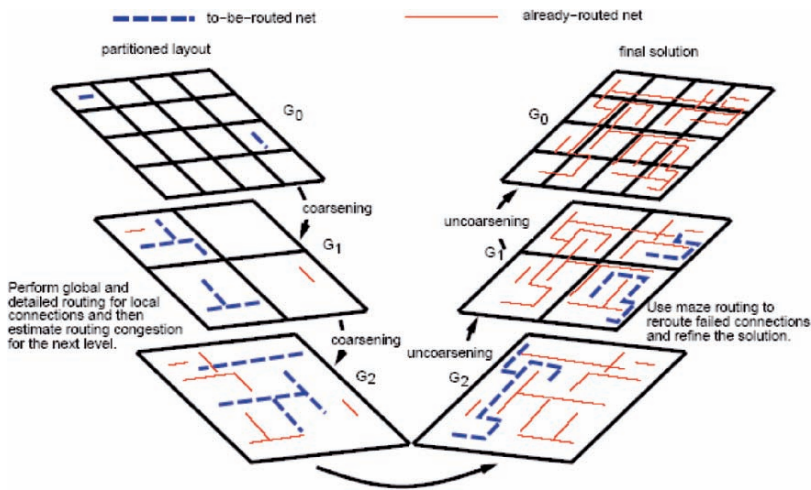 to-be-routed net
already-routed net
partitioned layout
final solution
G0
G0
coarsening
uncoarsening
G1
G1
Perform global and
detailed routing for local
connections and then
estimate routing congestion
for the next level.
Use maze routing to
reroute failed connections
and refine the solution.
coarsening
uncoarsening
G2
G2